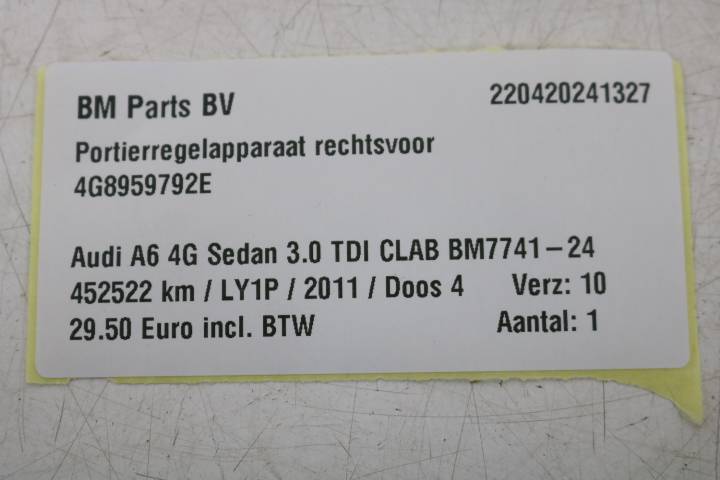 BM Parts BV 220420241327
Portierregelapparaat rechtsvoor
4G8959792E
Audi A6 4G Sedan 3.0 TDI CLAB BM7741-24
452522 km / LY1P / 2011 / Doos 4 Verz: 10
29.50 Euro incl. BTW Aantal: 1